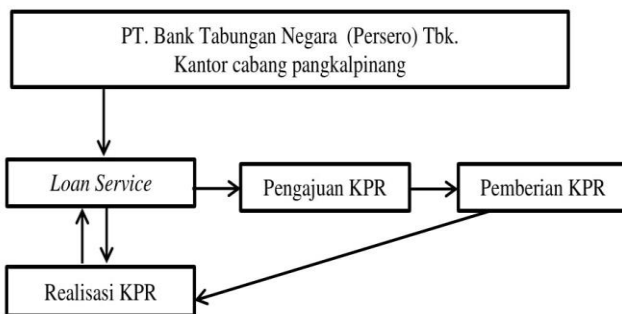 PT. Bank Tabungan Negara (Persero) Tbk.
Kantor cabang pangkalpinang
Loan Service
Pengajuan KPR
Pemberian KPR
Realisasi KPR